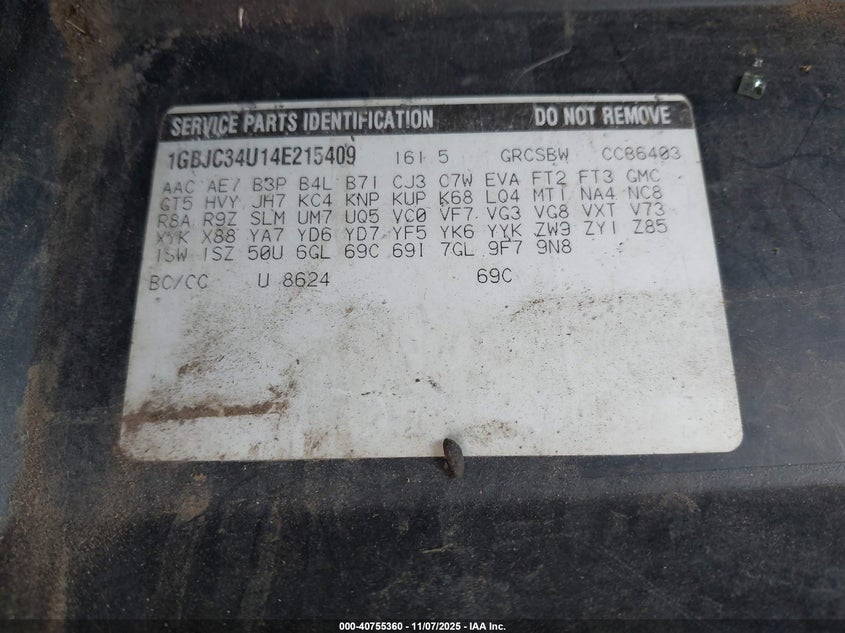 SERVICE PARTS IDENTIFICATION DO NOT REMOVE
1GBJC34U14E215409 161 5 GRCSBW CC86403
AAC AE7 B3P B4L B71 CJ3 C7W EVA FT2 FT3 GMC
GT5 HVY JH7 KC4 KNP KUP K68 LQ4 MT1 NA4 NC8
R8A R9Z SLM UM7 UQ5 VC0 VF7 VG3 VG8 VXT V73
XYK X88 YA7 YD6 YD7 YF5 YK6 YYK ZW9 ZY1 Z85
1SW 1SZ 50U 6GL 69C 69I 7GL 9F7 9N8
BC/CC U 8624 69C
000-40755360 - 11/07/2025 - IAA Inc.